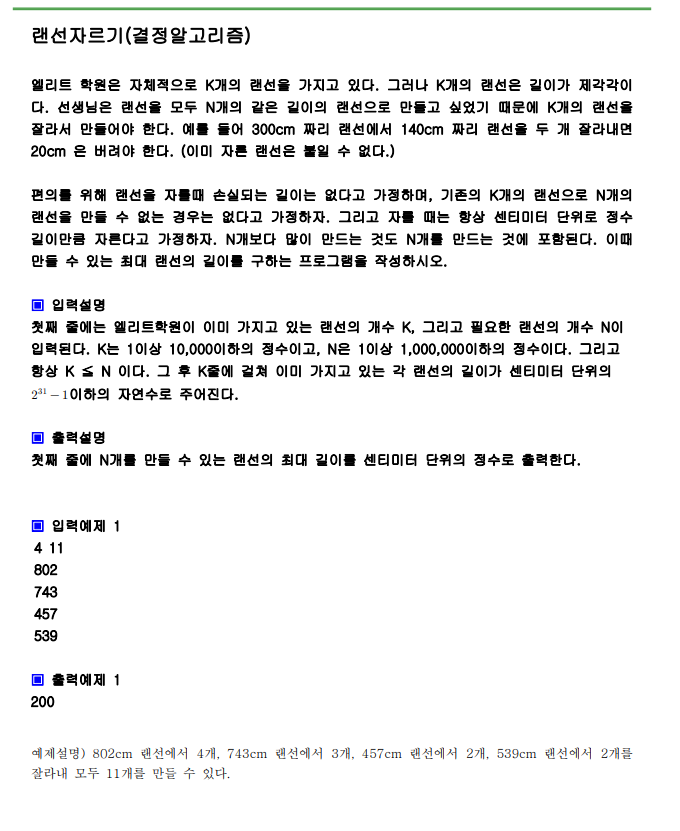 랜선자르기(결정알고리즘)
엘리트 학원은 자체적으로 K개의 랜선을 가지고 있다. 그러나 K개의 랜선은 길이가 제각각이
다. 선생님은 랜선을 모두 N개의 같은 길이의 랜선으로 만들고 싶었기 때문에 K개의 랜선을
잘라서 만들어야 한다. 예를 들어 300cm 짜리 랜선에서 140cm 짜리 랜선을 두 개 잘라내면
20cm 은 버려야 한다. (이미 자른 랜선은 붙일 수 없다.)
편의를 위해 랜선을 자를때 손실되는 길이는 없다고 가정하며, 기존의 K개의 랜선으로 N개의
랜선을 만들 수 없는 경우는 없다고 가정하자. 그리고 자를 때는 항상 센티미터 단위로 정수
길이만큼 자른다고 가정하자. N개보다 많이 만드는 것도 N개를 만드는 것에 포함된다. 이때
만들 수 있는 최대 랜선의 길이를 구하는 프로그램을 작성하시오.
▣ 입력설명
첫째 줄에는 엘리트학원이 이미 가지고 있는 랜선의 개수 K, 그리고 필요한 랜선의 개수 N이
입력된다. K는 1이상 10,000이하의 정수이고, N은 1이상 1,000,000이하의 정수이다. 그리고
항상 K ≦ N 이다. 그 후 K줄에 걸쳐 이미 가지고 있는 각 랜선의 길이가 센티미터 단위의
2³¹-1이하의 자연수로 주어진다.
▣ 출력설명
첫째 줄에 N개를 만들 수 있는 랜선의 최대 길이를 센티미터 단위의 정수로 출력한다.
▣ 입력예제 1
4 11
802
743
457
539
▣ 출력예제 1
200
예제설명) 802cm 랜선에서 4개, 743cm 랜선에서 3개, 457cm 랜선에서 2개, 539cm 랜선에서 2개를
잘라내 모두 11개를 만들 수 있다.